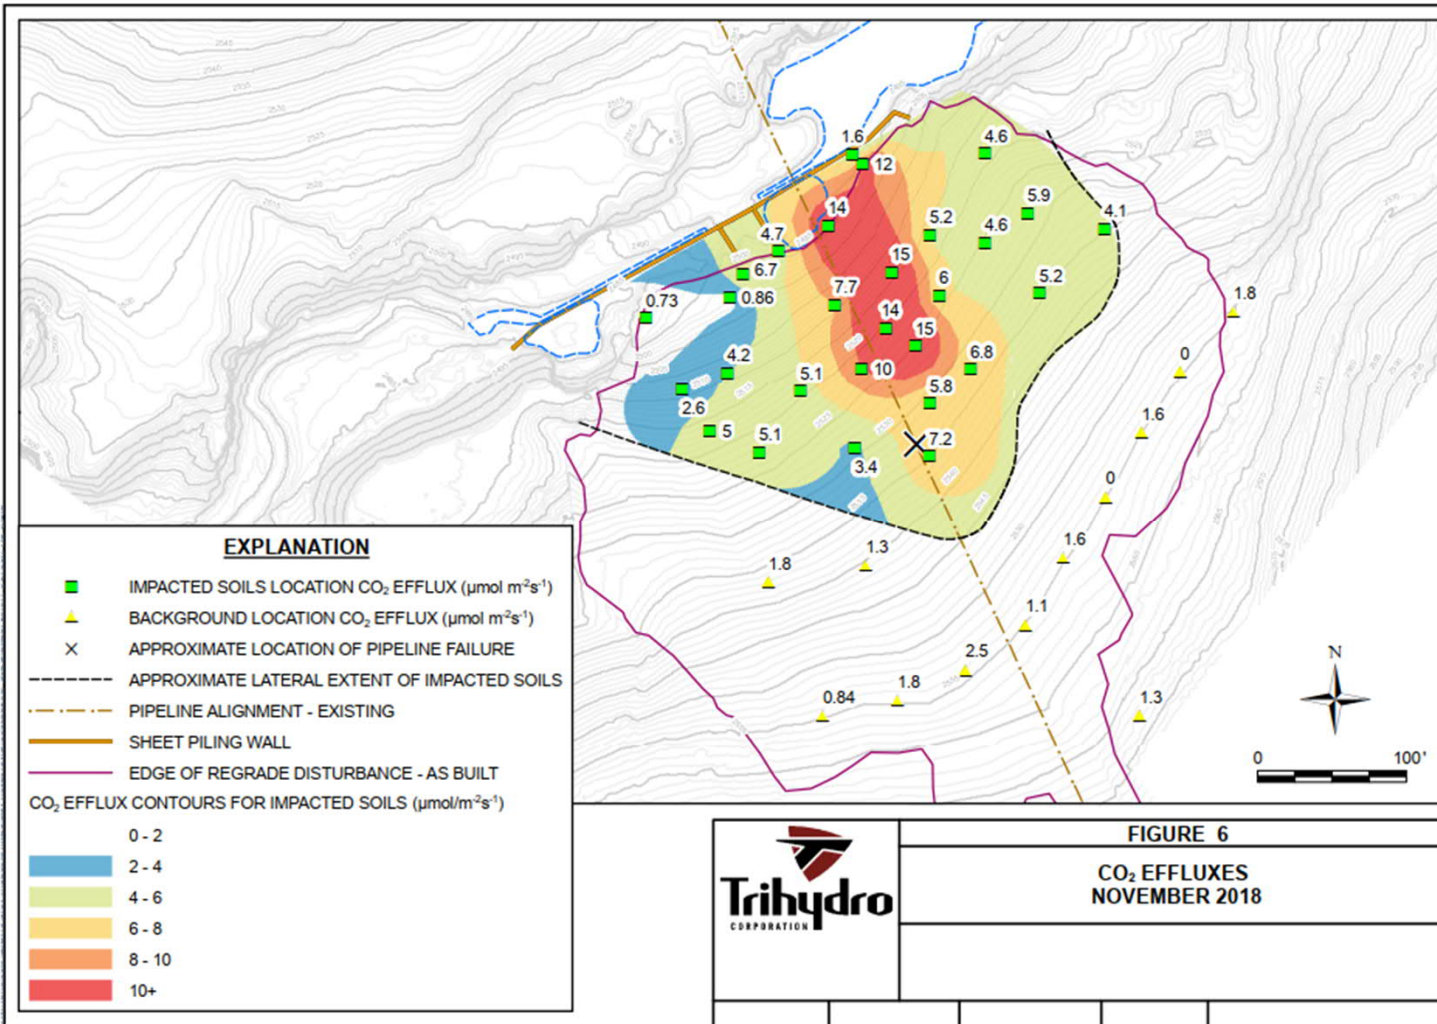 1.6
12
4.6
5.9
4.1
14
5.2
4.6
4.7
15
6.7
6
5.2
0.73
0.86
7.7
1.8
14
15
4.2
10
6.8
0
5.1
5.8
2.6
5
5.1
7.2
1.6
3.4
0
1.3
1.6
1.8
1.1
2.5
1.8
0.84
1.3
N
0 100'
EXPLANATION
IMPACTED SOILS LOCATION CO₂ EFFLUX (µmol m⁻²s⁻¹)
BACKGROUND LOCATION CO₂ EFFLUX (µmol m⁻²s⁻¹)
APPROXIMATE LOCATION OF PIPELINE FAILURE
APPROXIMATE LATERAL EXTENT OF IMPACTED SOILS
PIPELINE ALIGNMENT - EXISTING
SHEET PILING WALL
EDGE OF REGRADE DISTURBANCE - AS BUILT
CO₂ EFFLUX CONTOURS FOR IMPACTED SOILS (µmol/m⁻²s⁻¹)
0 - 2
2 - 4
4 - 6
6 - 8
8 - 10
10+
Trihydro
CORPORATION
FIGURE 6
CO₂ EFFLUXES
NOVEMBER 2018